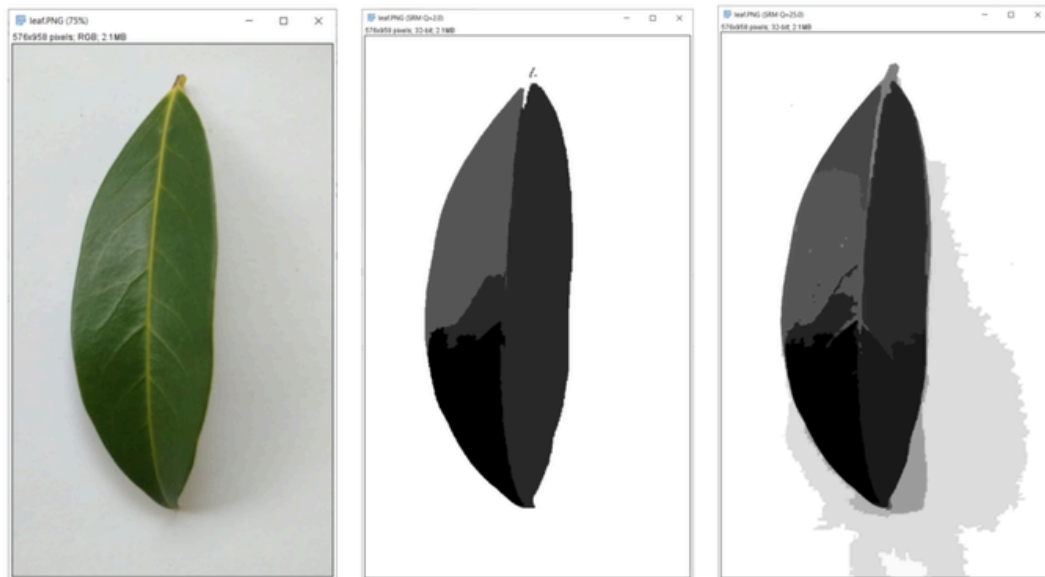 leaf.PNG (75%)
576x958 pixels; RGB; 2.1MB
leaf.PNG (SRM Q=2.0)
576x958 pixels; 32-bit; 2.1MB
leaf.PNG (SRM Q=25.0)
576x958 pixels; 32-bit; 2.1MB